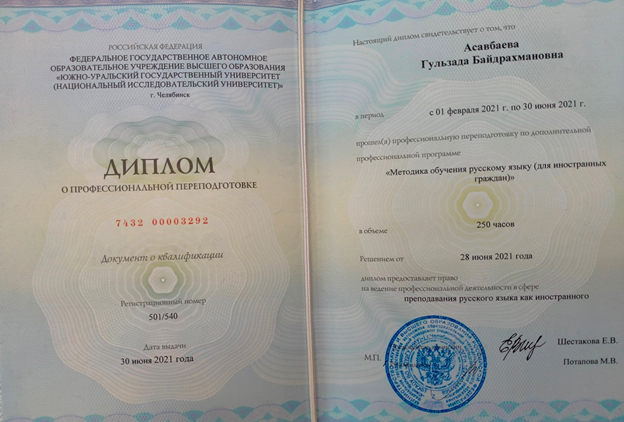 РОССИЙСКАЯ ФЕДЕРАЦИЯ
ФЕДЕРАЛЬНОЕ ГОСУДАРСТВЕННОЕ АВТОНОМНОЕ
ОБРАЗОВАТЕЛЬНОЕ УЧРЕЖДЕНИЕ ВЫСШЕГО ОБРАЗОВАНИЯ
«ЮЖНО-УРАЛЬСКИЙ ГОСУДАРСТВЕННЫЙ УНИВЕРСИТЕТ
(НАЦИОНАЛЬНЫЙ ИССЛЕДОВАТЕЛЬСКИЙ УНИВЕРСИТЕТ)»
г. Челябинск
ДИПЛОМ
О ПРОФЕССИОНАЛЬНОЙ ПЕРЕПОДГОТОВКЕ
7432 00003292
Документ о квалификации
Регистрационный номер
501/540
Дата выдачи
30 июня 2021 года
Настоящий диплом свидетельствует о том, что
Асавбаева
Гульзада Байдрахмановна
в период с 01 февраля 2021 г. по 30 июня 2021 г.
прошел(а) профессиональную переподготовку по дополнительной
профессиональной программе
«Методика обучения русскому языку (для иностранных
граждан)»
в объеме 250 часов
Решением от 28 июня 2021 года
диплом предоставляет право
на ведение профессиональной деятельности в сфере
преподавания русского языка как иностранного
М.П.
Шестакова Е.В.
Потапова М.В.